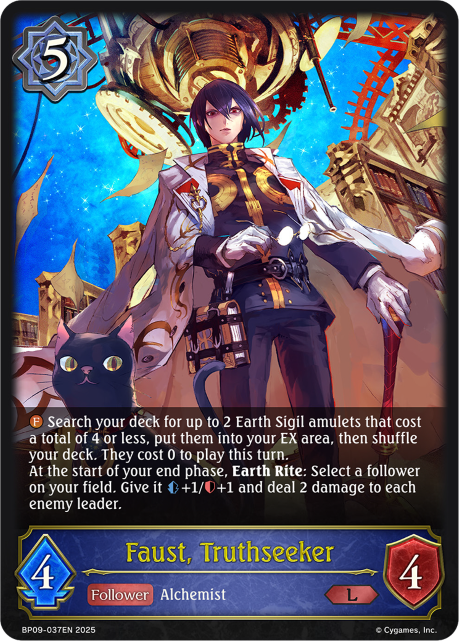 5
F Search your deck for up to 2 Earth Sigil amulets that cost
a total of 4 or less, put them into your EX area, then shuffle
your deck. They cost 0 to play this turn.
At the start of your end phase, Earth Rite: Select a follower
on your field. Give it +1/+1 and deal 2 damage to each
enemy leader.
Faust, Truthseeker
4
Follower Alchemist L
4
BP09-037EN 2025 © Cygames, Inc.